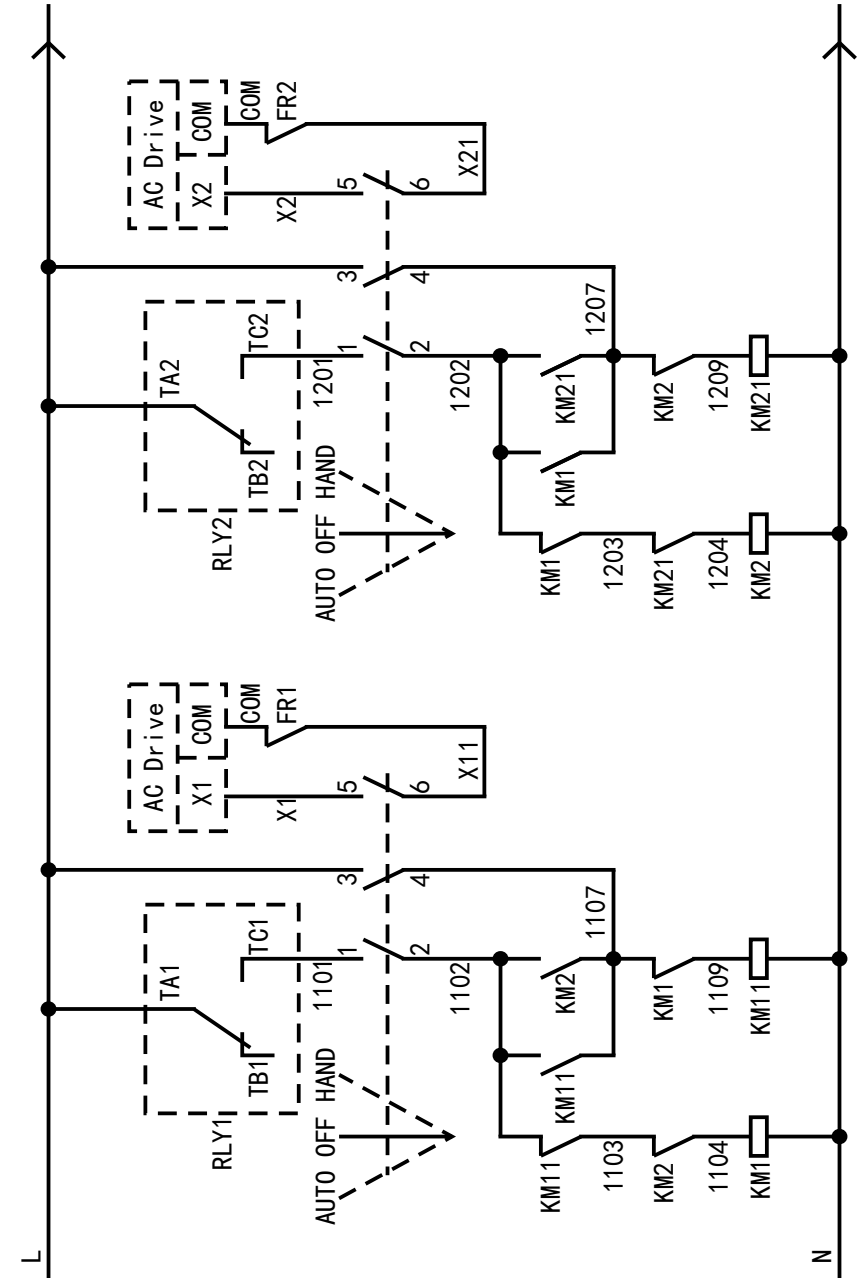 L
N
RLY1
TA1
TB1
TC1
1101
AUTO OFF HAND
1
2
3
4
5
6
AC Drive
X1
COM
X1
COM
FR1
X11
1102
KM11
KM11
KM2
1107
1103
KM2
KM1
1104
1109
KM1
KM11
RLY2
TA2
TB2
TC2
1201
AUTO OFF HAND
1
2
3
4
5
6
AC Drive
X2
COM
X2
COM
FR2
X21
1202
KM1
KM1
KM21
1207
1203
KM21
KM2
1204
1209
KM2
KM21